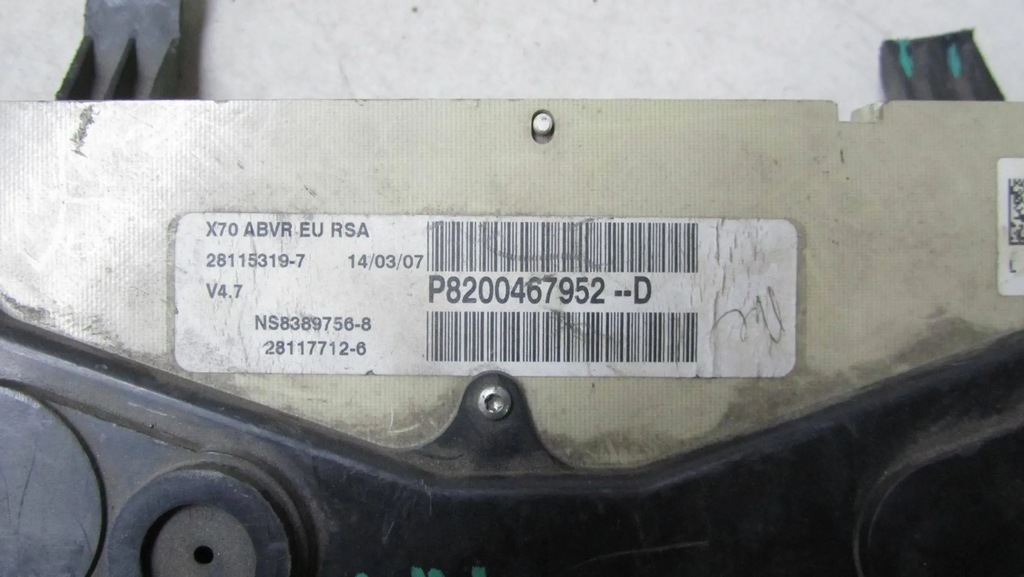 X70 ABVR EU RSA
28115319-7 14/03/07
V4.7
P8200467952 --D
NS8389756-8
28117712-6